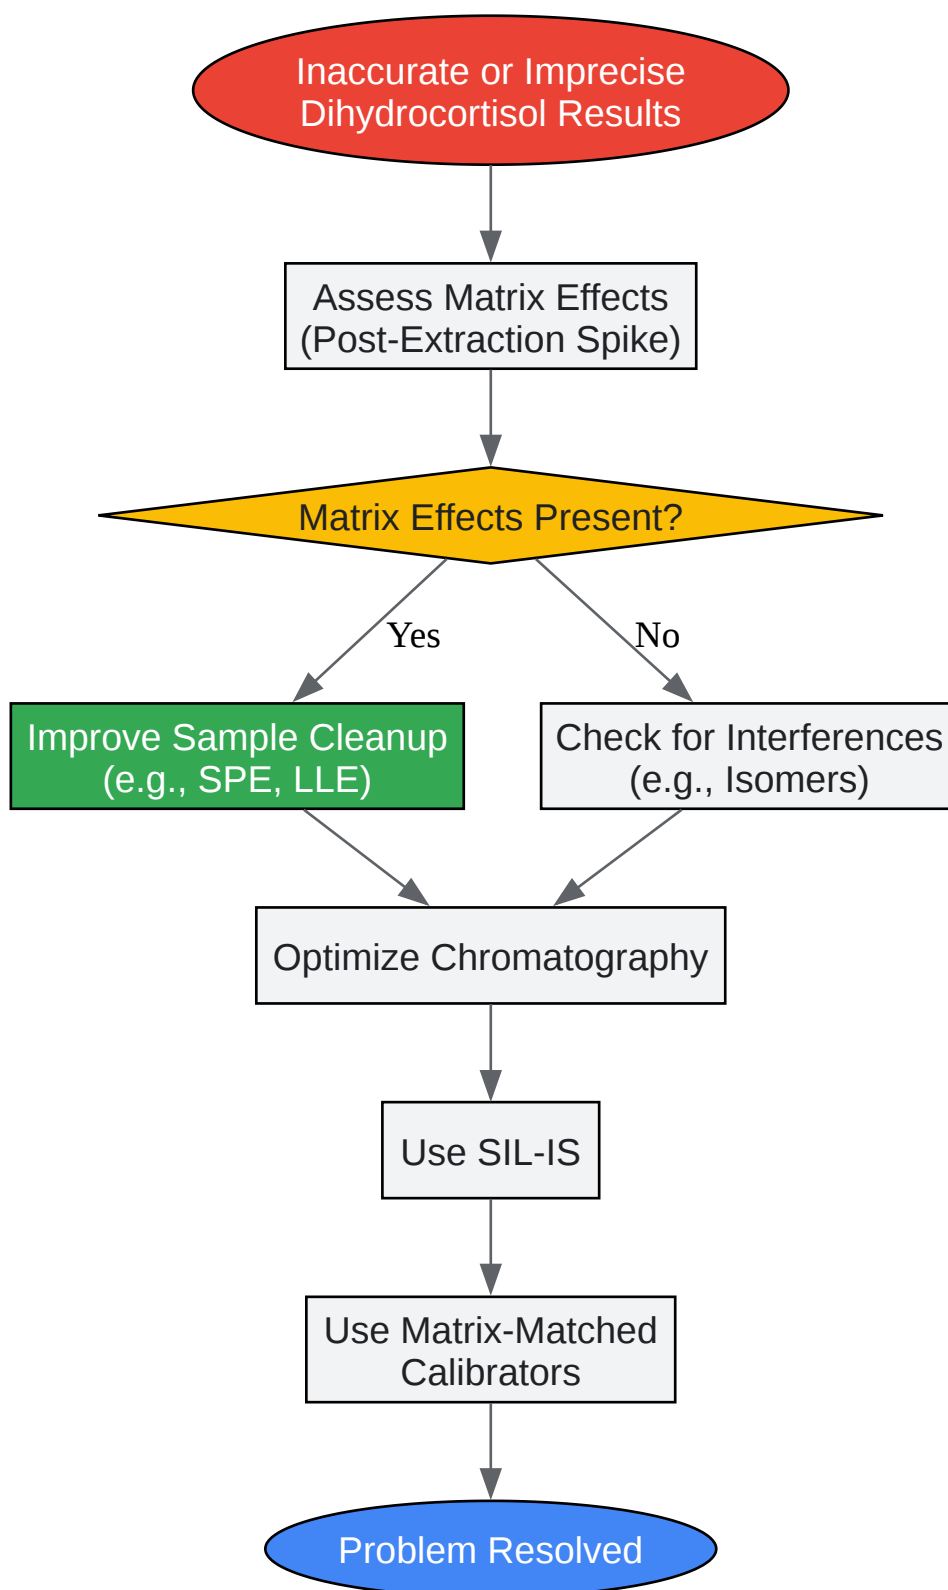 Inaccurate or Imprecise
Dihydrocortisol Results
Assess Matrix Effects
(Post-Extraction Spike)
Matrix Effects Present?
Yes
No
Improve Sample Cleanup
(e.g., SPE, LLE)
Check for Interferences
(e.g., Isomers)
Optimize Chromatography
Use SIL-IS
Use Matrix-Matched
Calibrators
Problem Resolved